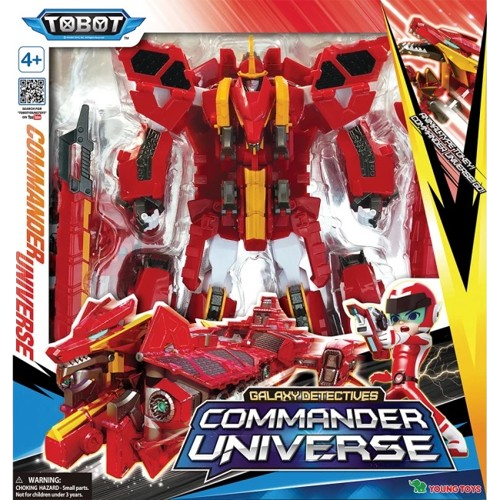 TOBOT
4+
COMMANDER UNIVERSE
GALAXY DETECTIVES
COMMANDER
UNIVERSE
WARNING:
CHOKING HAZARD - Small parts.
Not for children under 3 years.
YOUNG TOYS